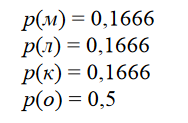 p(м) = 0,1666
p(л) = 0,1666
p(к) = 0,1666
p(о) = 0,5